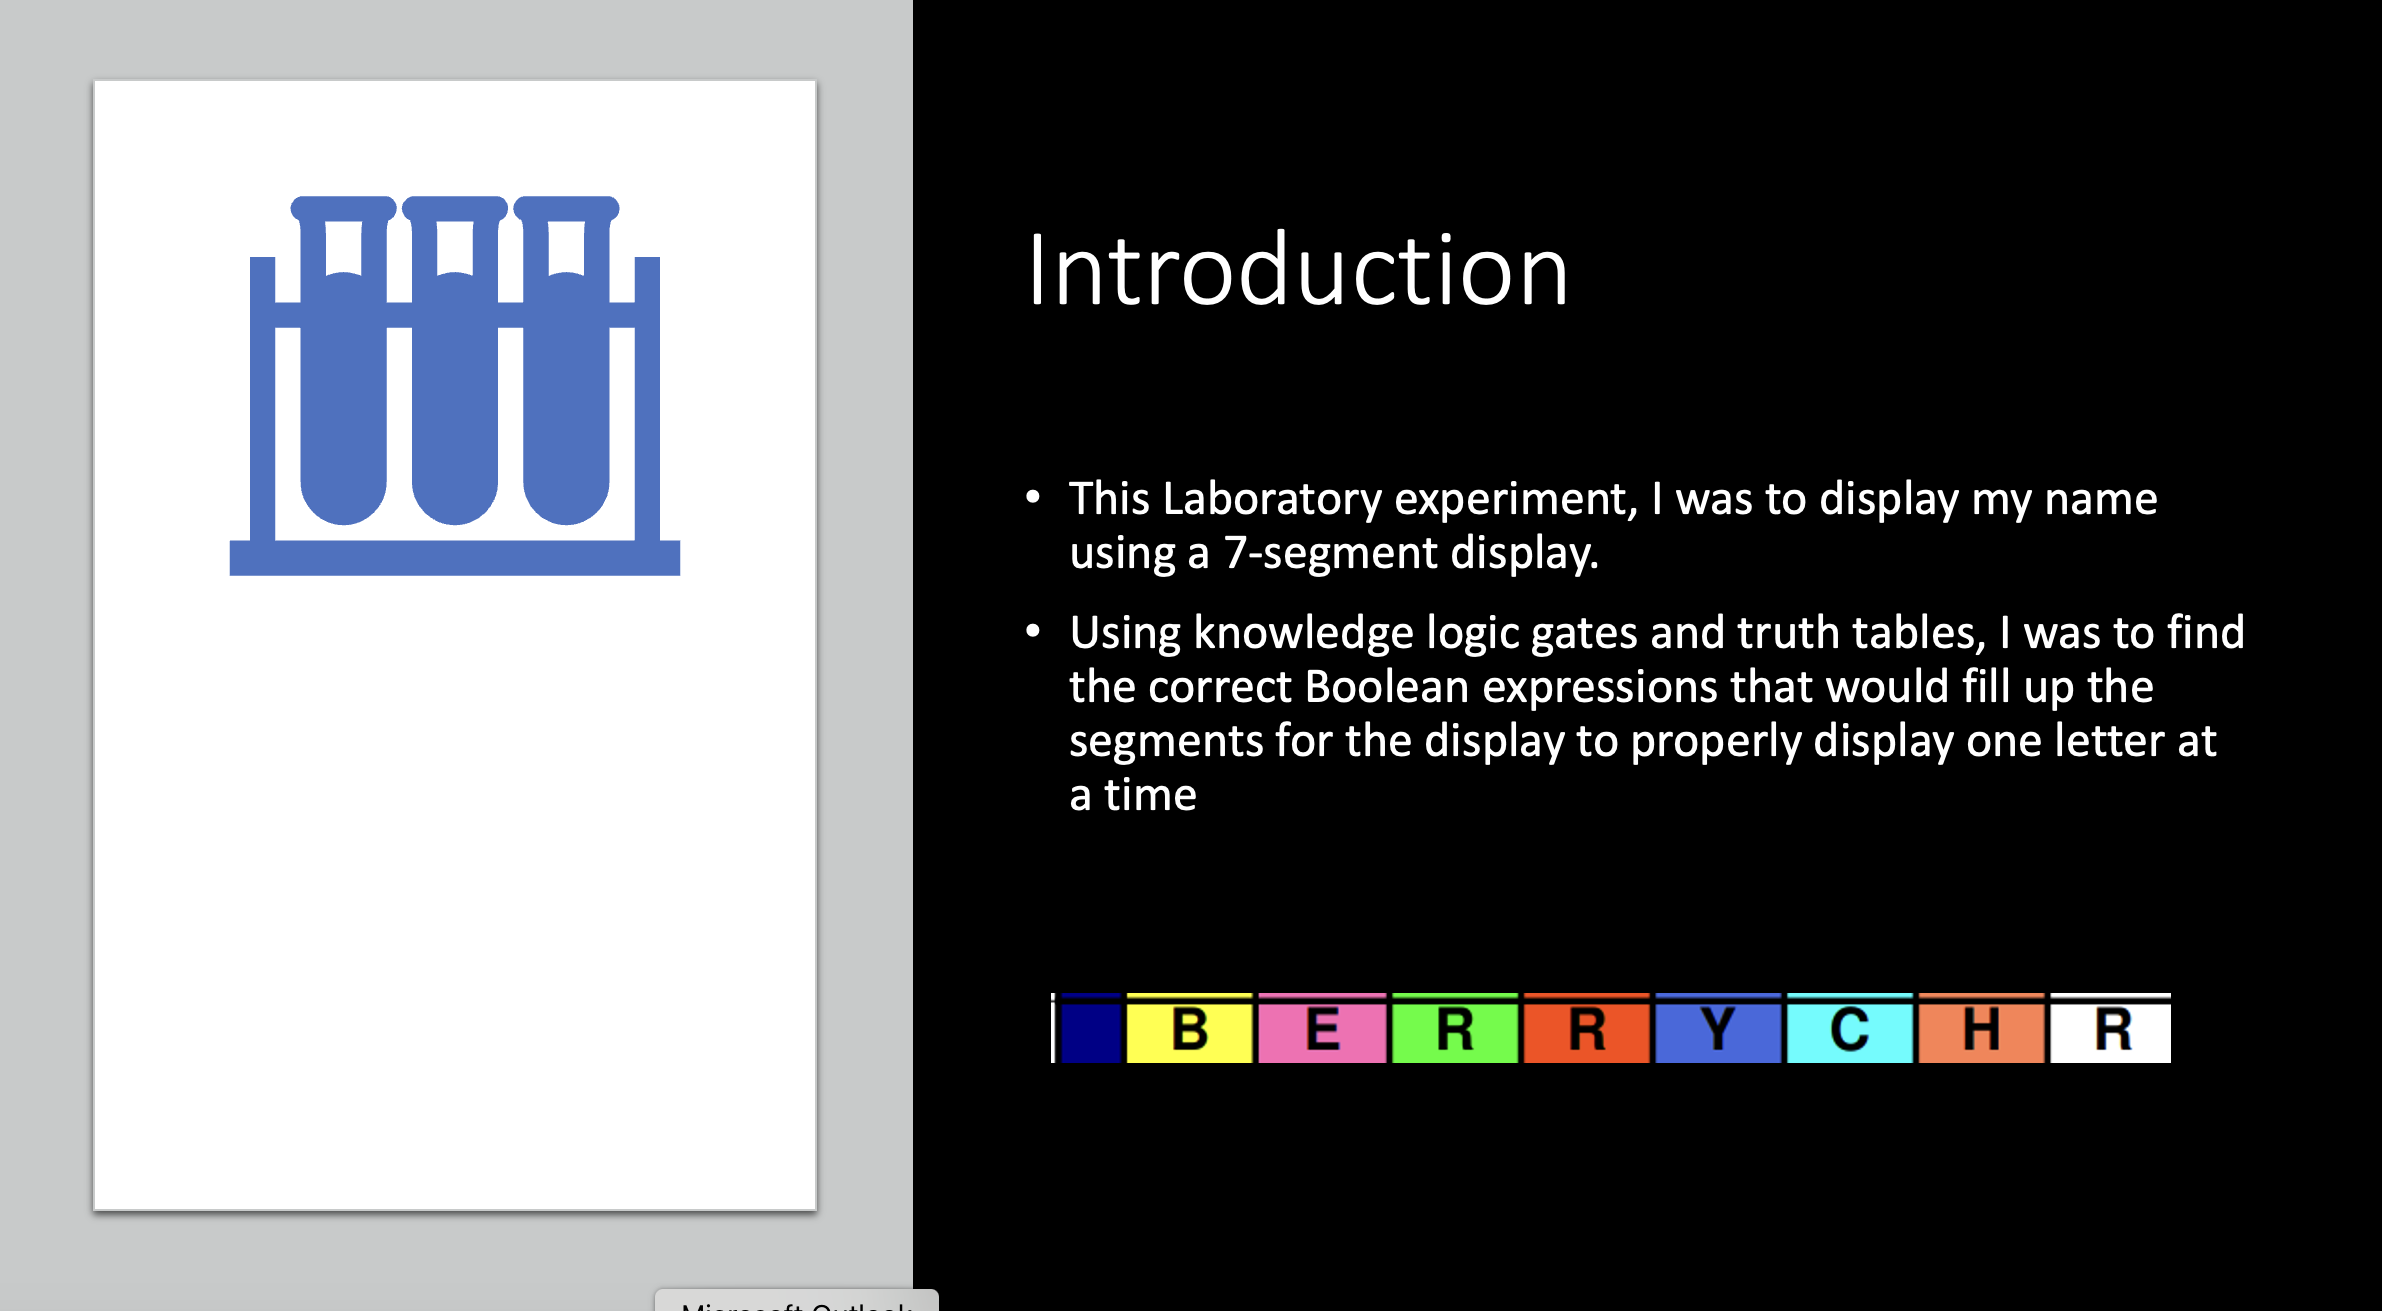 Introduction
• This Laboratory experiment, I was to display my name
using a 7-segment display.
• Using knowledge logic gates and truth tables, I was to find
the correct Boolean expressions that would fill up the
segments for the display to properly display one letter at
a time
B E R R Y C H R
Microsoft Outlook